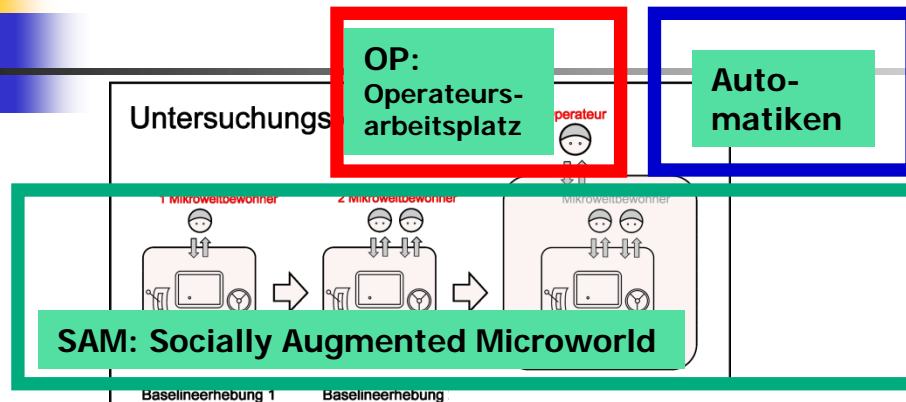 OP:
Operateurs-
arbeitsplatz
Auto-
matiken
Untersuchungs
perateur
1 Mikroweltbewohner
2 Mikroweltbewohner
Mikroweltbewohner
SAM: Socially Augmented Microworld
Baselineerhebung 1
Baselineerhebung